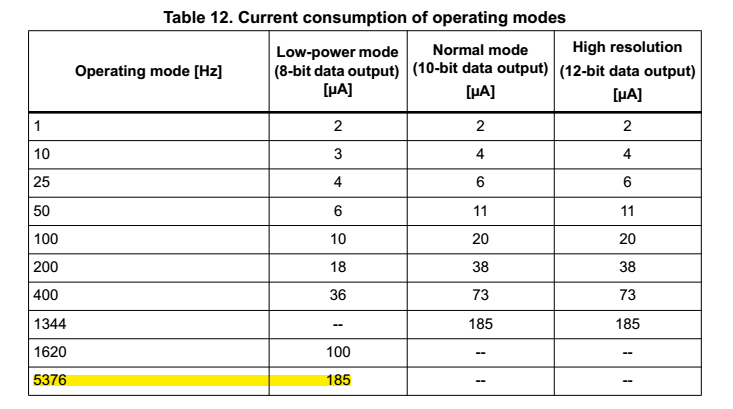 Table 12. Current consumption of operating modes
Operating mode [Hz] Low-power mode (8-bit data output) [µA] Normal mode (10-bit data output) [µA] High resolution (12-bit data output) [µA]
1 2 2 2
10 3 4 4
25 4 6 6
50 6 11 11
100 10 20 20
200 18 38 38
400 36 73 73
1344 -- 185 185
1620 100 -- --
5376 185 -- --